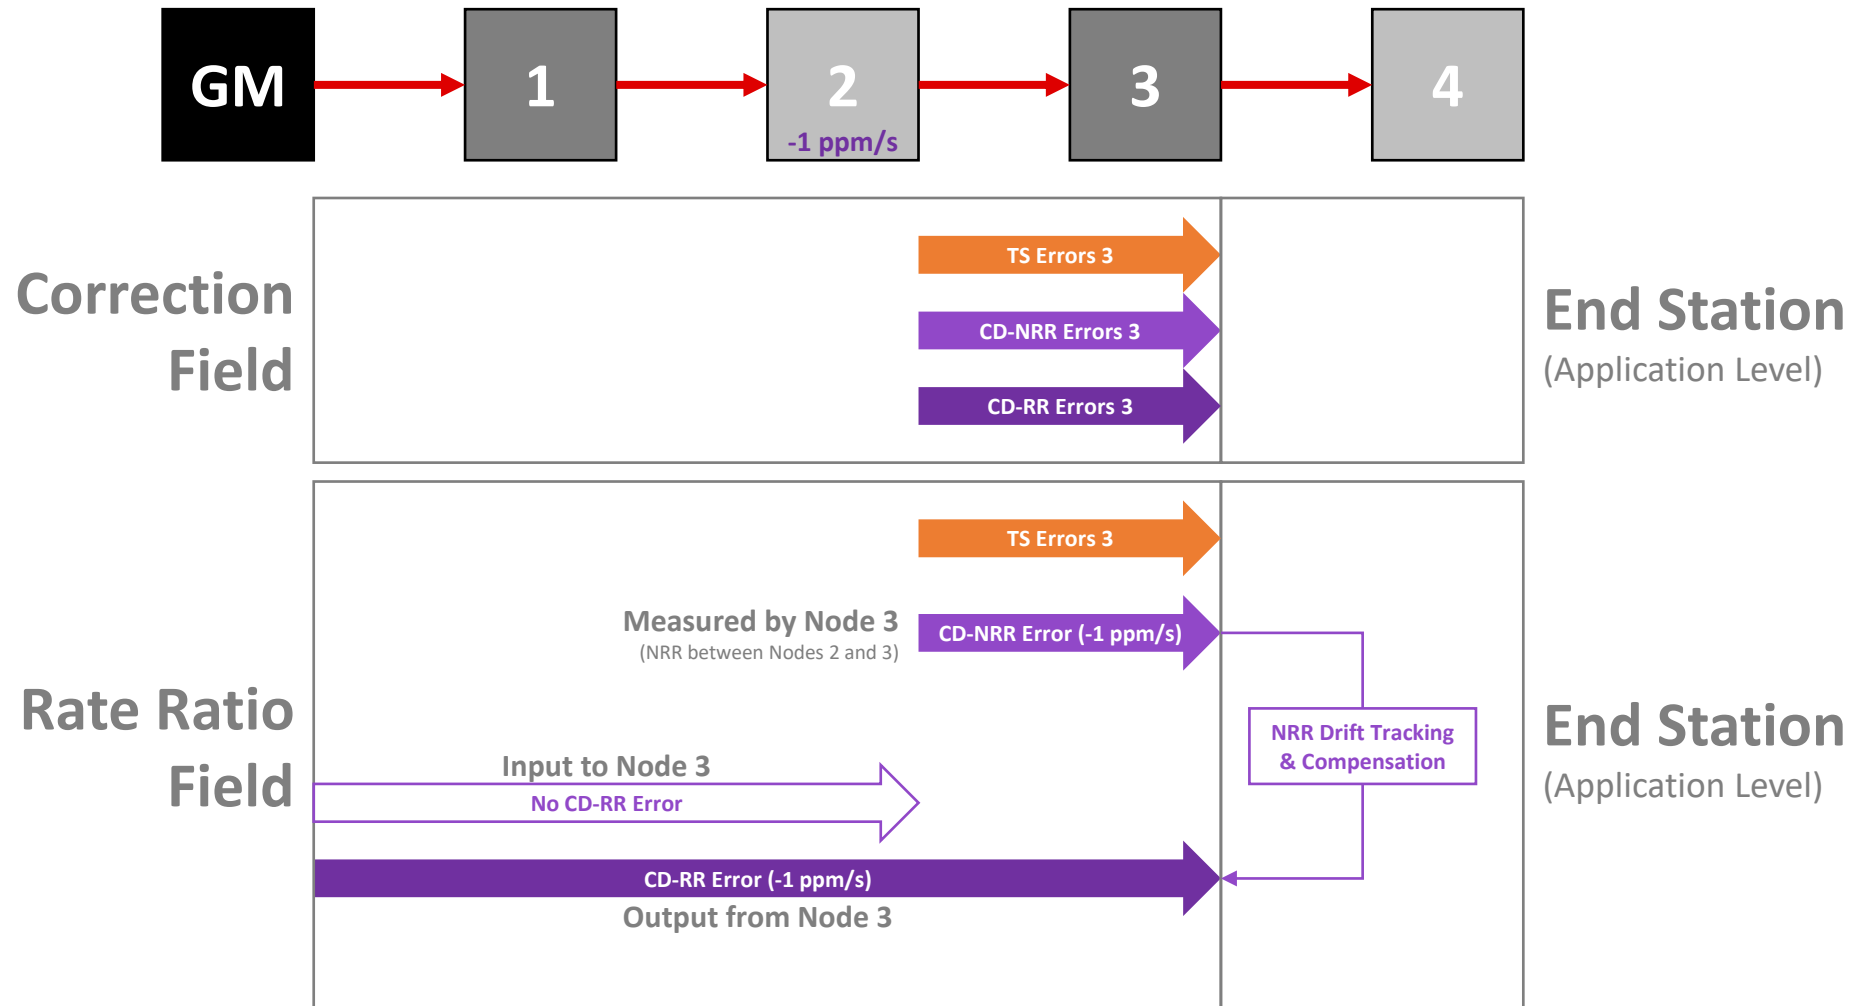 GM
1
2
3
4
-1 ppm/s
Correction
Field
TS Errors 3
CD-NRR Errors 3
CD-RR Errors 3
End Station
(Application Level)
Rate Ratio
Field
TS Errors 3
Measured by Node 3
(NRR between Nodes 2 and 3)
CD-NRR Error (-1 ppm/s)
NRR Drift Tracking
& Compensation
Input to Node 3
No CD-RR Error
CD-RR Error (-1 ppm/s)
Output from Node 3
End Station
(Application Level)